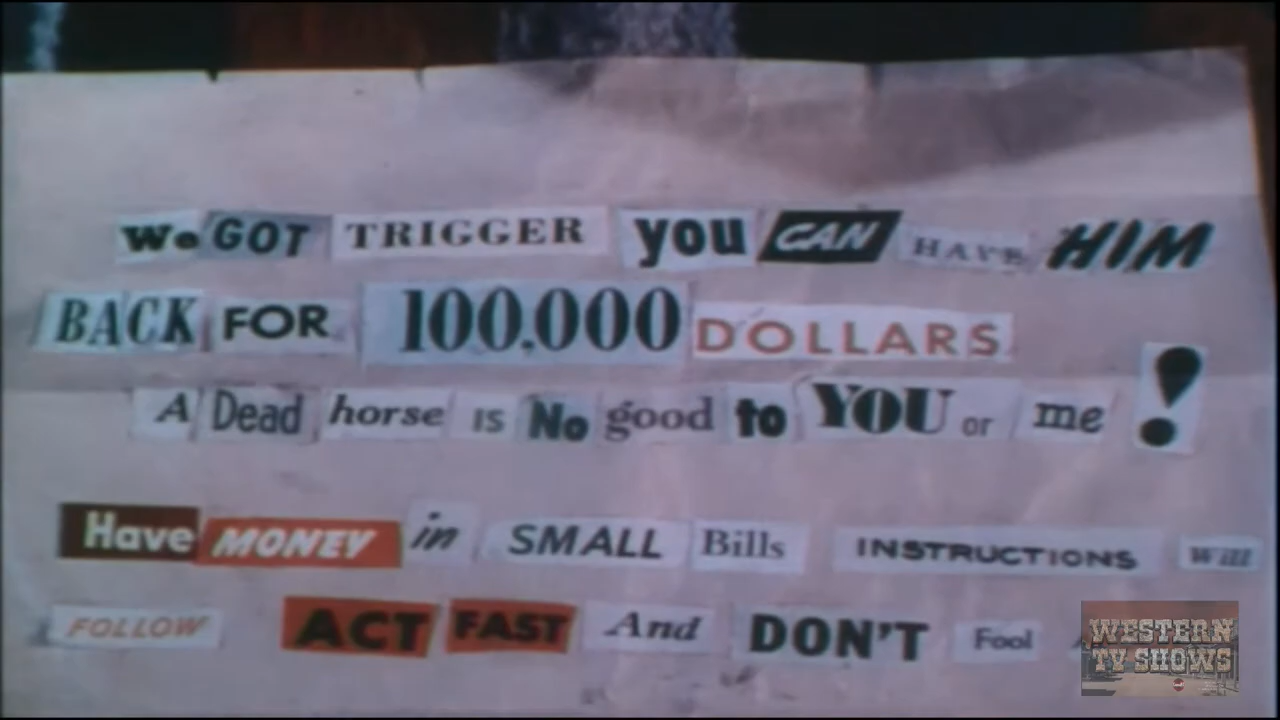 We GOT TRIGGER you CAN HAVE HIM
BACK FOR 100.000 DOLLARS
A Dead horse IS No good to YOU or me !
Have MONEY in SMALL Bills INSTRUCTIONS Will
FOLLOW ACT FAST And DON'T Fool
WESTERN
TV SHOWS